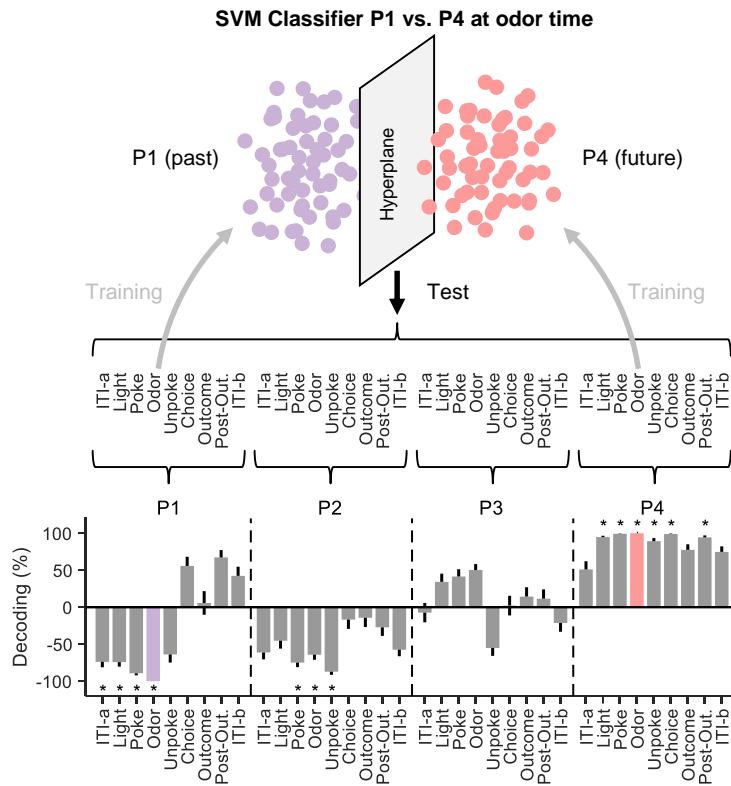 SVM Classifier P1 vs. P4 at odor time
P1 (past)
Hyperplane
P4 (future)
Training
Test
Training
ITI-a Light Poke Odor Unpoke Choice Outcome Post-Out. ITI-b ITI-a Light Poke Odor Unpoke Choice Outcome Post-Out. ITI-b ITI-a Light Poke Odor Unpoke Choice Outcome Post-Out. ITI-b ITI-a Light Poke Odor Unpoke Choice Outcome Post-Out. ITI-b
P1 P2 P3 P4
Decoding (%)
100
50
0
-50
-100
* * * * * *
* * * * * * *
ITI-a Light Poke Odor Unpoke Choice Outcome Post-Out. ITI-b ITI-a Light Poke Odor Unpoke Choice Outcome Post-Out. ITI-b ITI-a Light Poke Odor Unpoke Choice Outcome Post-Out. ITI-b ITI-a Light Poke Odor Unpoke Choice Outcome Post-Out. ITI-b